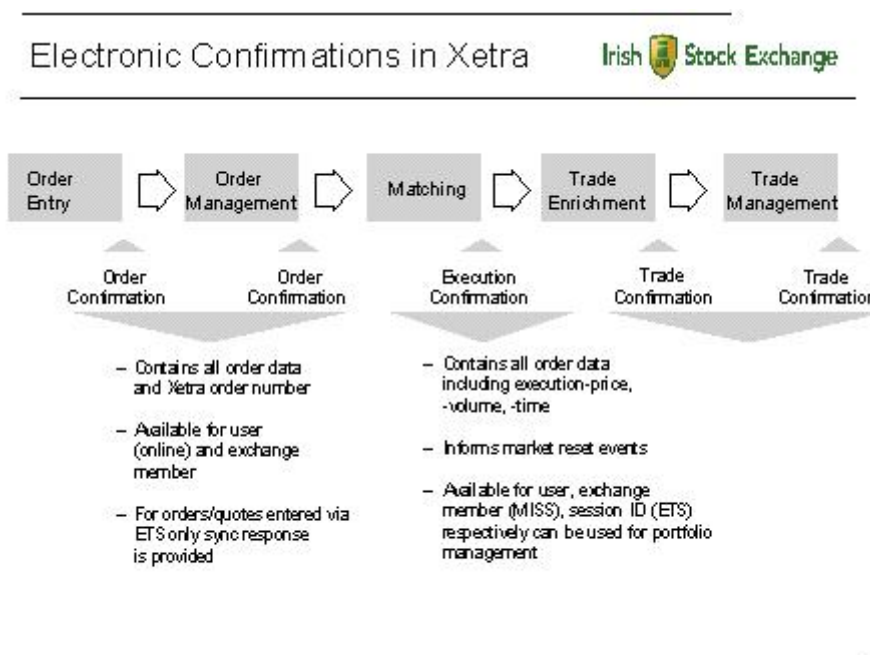 Electronic Confirmations in Xetra
Irish Stock Exchange
Order
Entry
Order
Management
Matching
Trade
Enrichment
Trade
Management
Order
Confirmation
Order
Confirmation
Execution
Confirmation
Trade
Confirmation
Trade
Confirmation
– Contains all order data
and Xetra order number
– Available for user
(online) and exchange
member
– For orders/quotes entered via
ETS only sync response
is provided
– Contains all order data
including execution-price,
-volume, -time
– Informs market reset events
– Available for user, exchange
member (MISS), session ID (ETS)
respectively can be used for portfolio
management